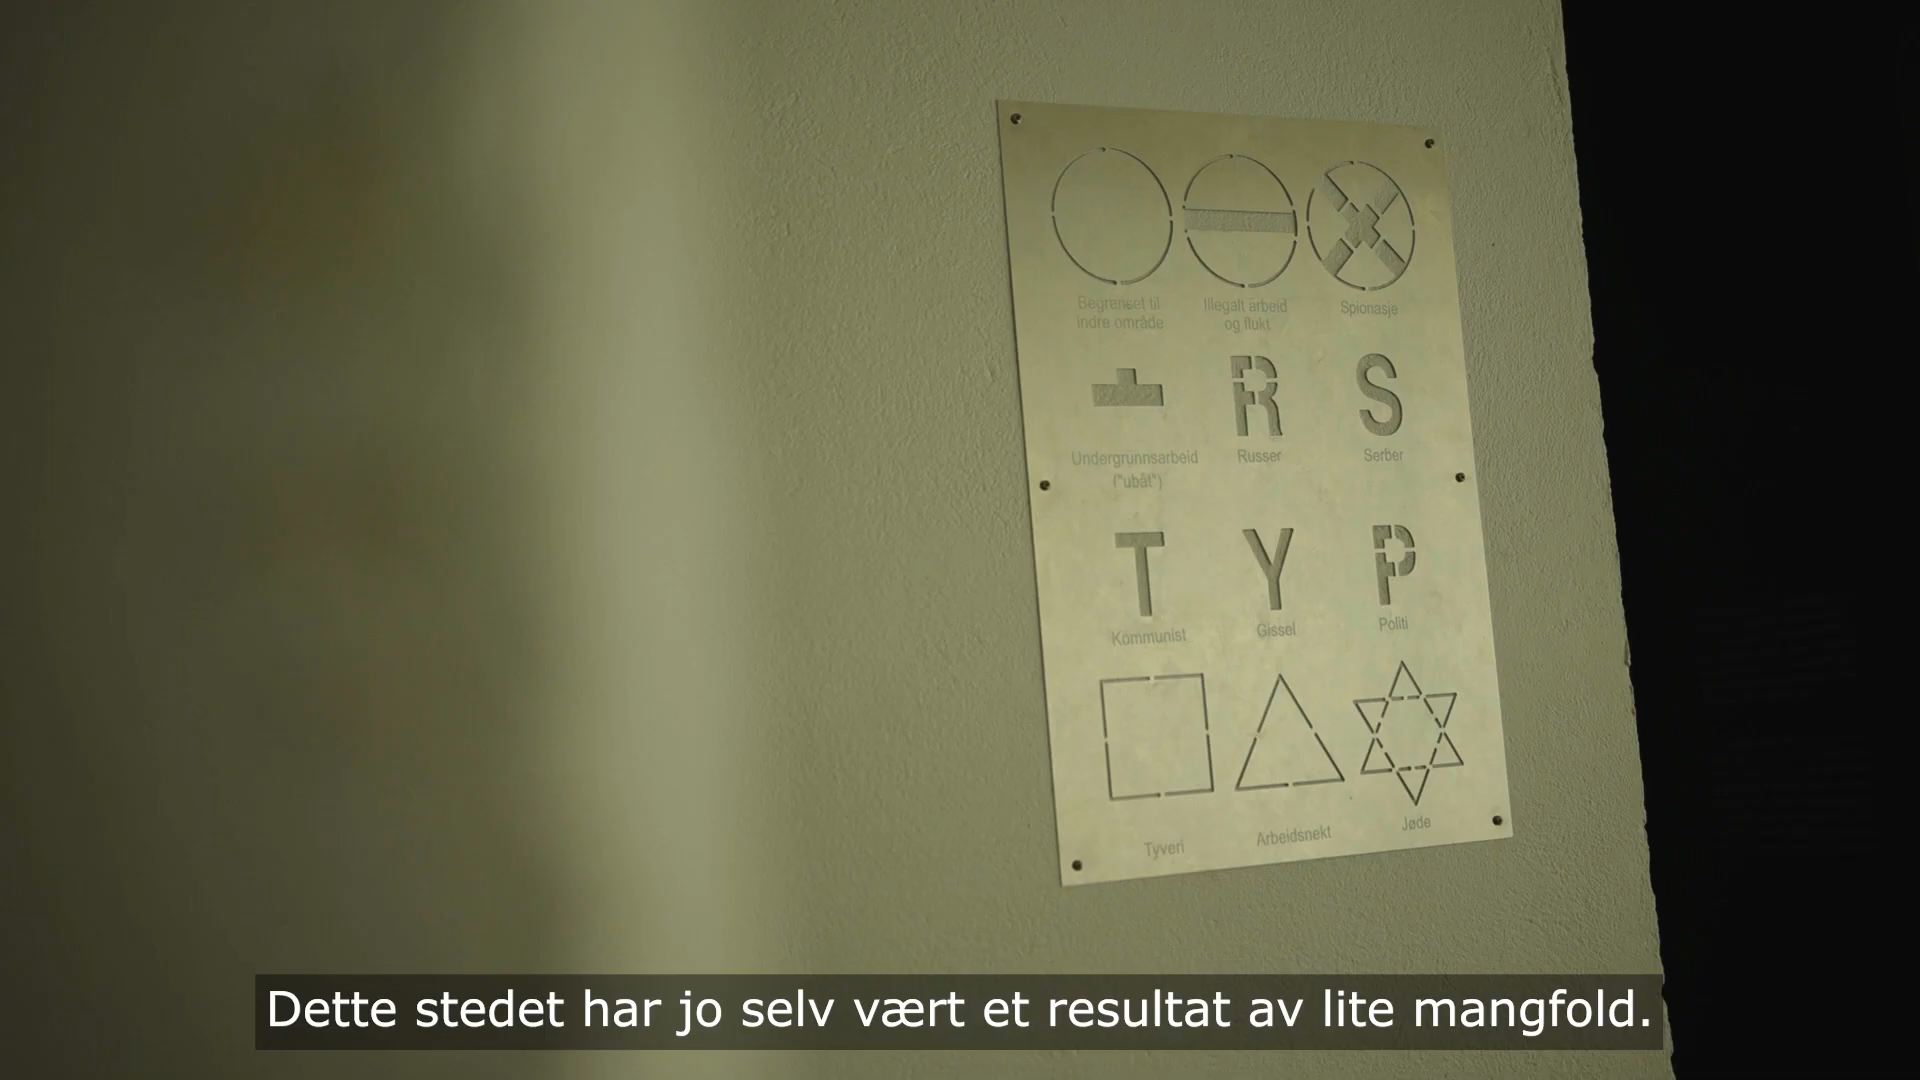 Begrenset til
indre område
Illegalt arbeid
og flukt
Spionasje
R
S
Undergrunnsarbeid
("ubåt")
Russer
Serber
T
Y
P
Kommunist
Gissel
Politi
Tyveri
Arbeidsnekt
Jøde
Dette stedet har jo selv vært et resultat av lite mangfold.